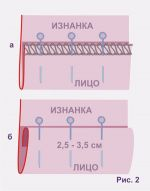 ИЗНАНКА
а
ЛИЦО
ИЗНАНКА
б
2,5 - 3,5 см
ЛИЦО
Рис. 2